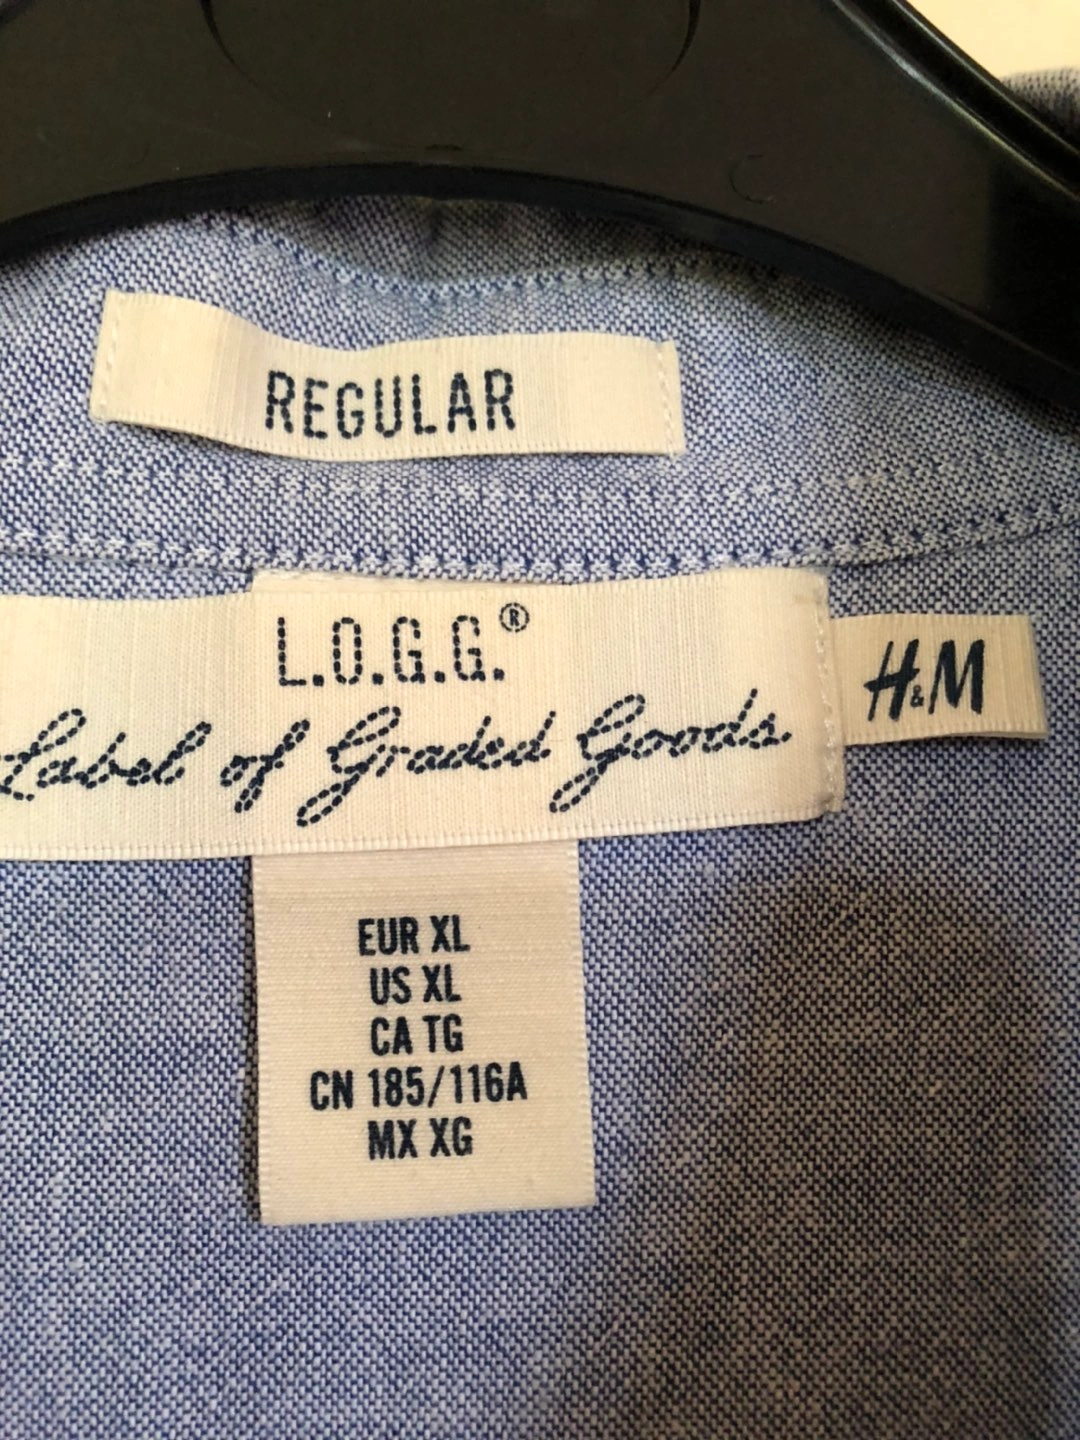 REGULAR
L.O.G.G.®
Label of Graded Goods.
H&M
EUR XL
US XL
CA TG
CN 185/116A
MX XG